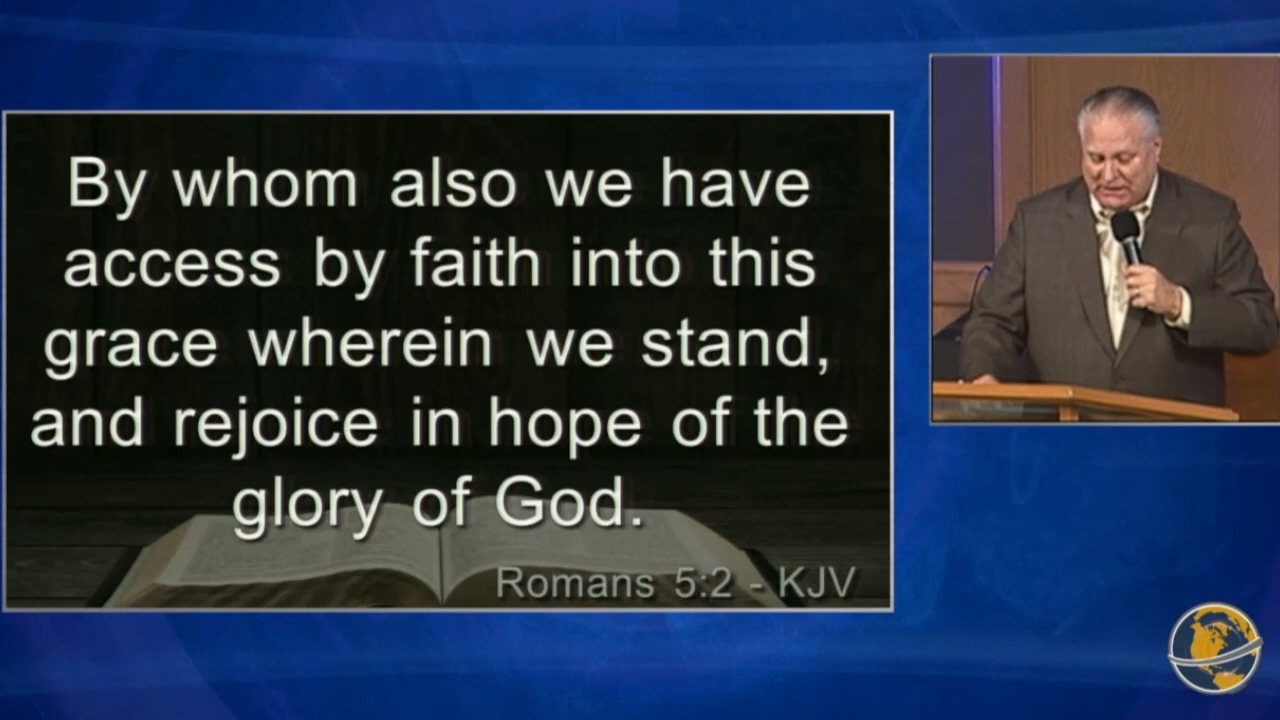 By whom also we have
access by faith into this
grace wherein we stand,
and rejoice in hope of the
glory of God.
Romans 5:2 - KJV